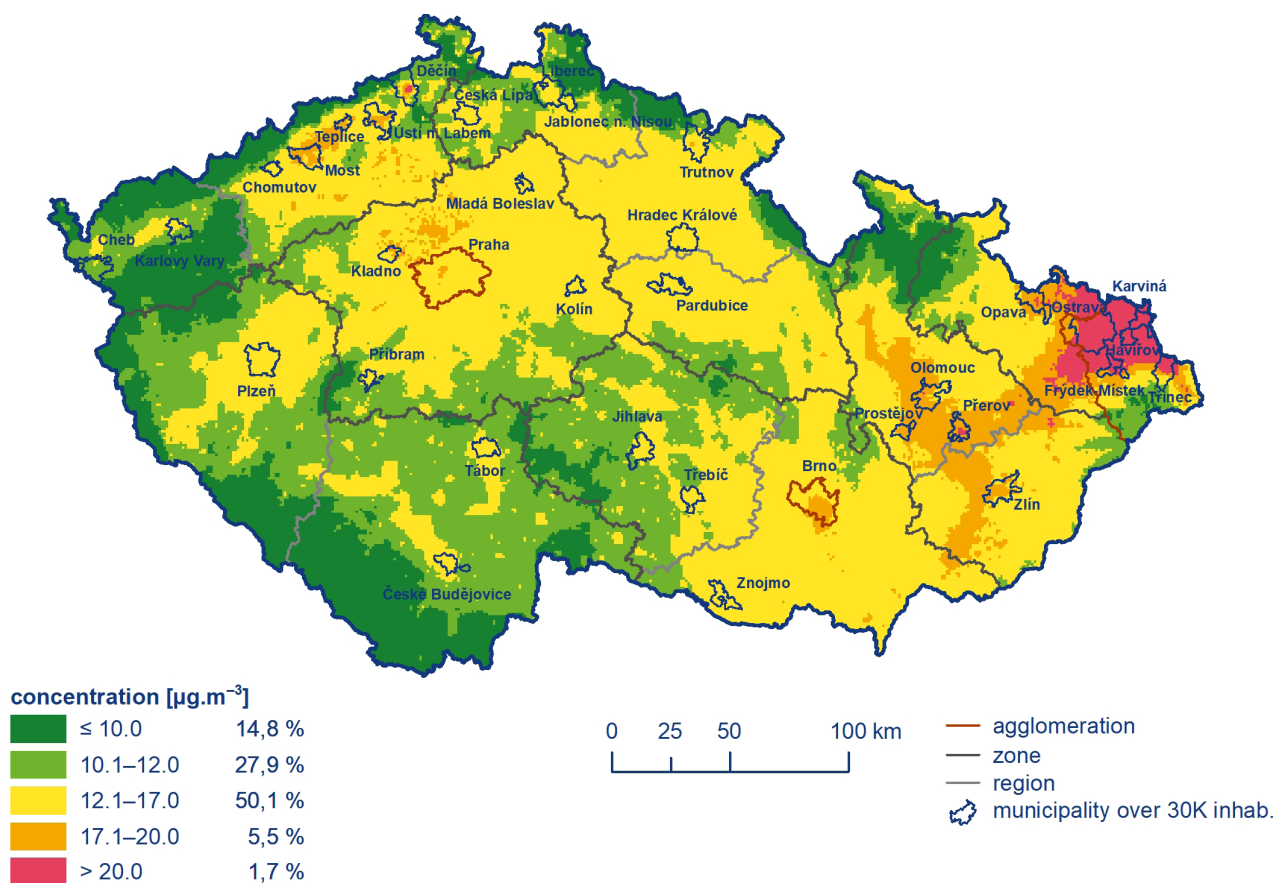 Děčín
Liberec
Česká Lípa
Jablonec n. Nisou
Teplice
Ústí n. Labem
Most
Trutnov
Chomutov
Mladá Boleslav
Hradec Králové
Cheb
Praha
Karlovy Vary
Kladno
Karviná
Kolín
Pardubice
Opava
Ostrava
Havířov
Příbram
Olomouc
Plzeň
Frýdek-Místek
Třinec
Jihlava
Prostějov
Přerov
Tábor
Třebíč
Brno
Zlín
Znojmo
České Budějovice
concentration [µg.m⁻³]
≤ 10.0 14,8 %
10.1–12.0 27,9 %
12.1–17.0 50,1 %
17.1–20.0 5,5 %
> 20.0 1,7 %
0 25 50 100 km
agglomeration
zone
region
municipality over 30K inhab.